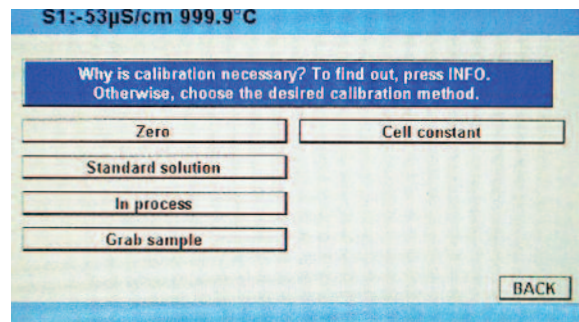 S1:-53µS/cm 999.9°C
Why is calibration necessary? To find out, press INFO.
Otherwise, choose the desired calibration method.
Zero
Cell constant
Standard solution
In process
Grab sample
BACK